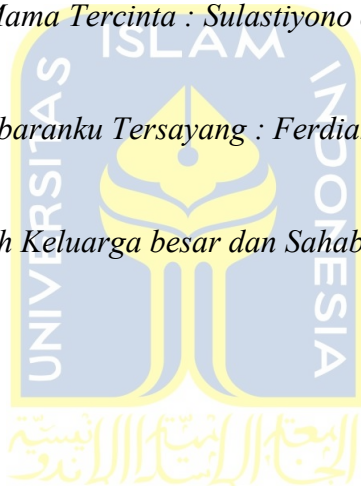 Mama Tercinta : Sulastiyono
baranku Tersayang : Ferdia
h Keluarga besar dan Sahab
UNIVERSITAS ISLAM INDONESIA